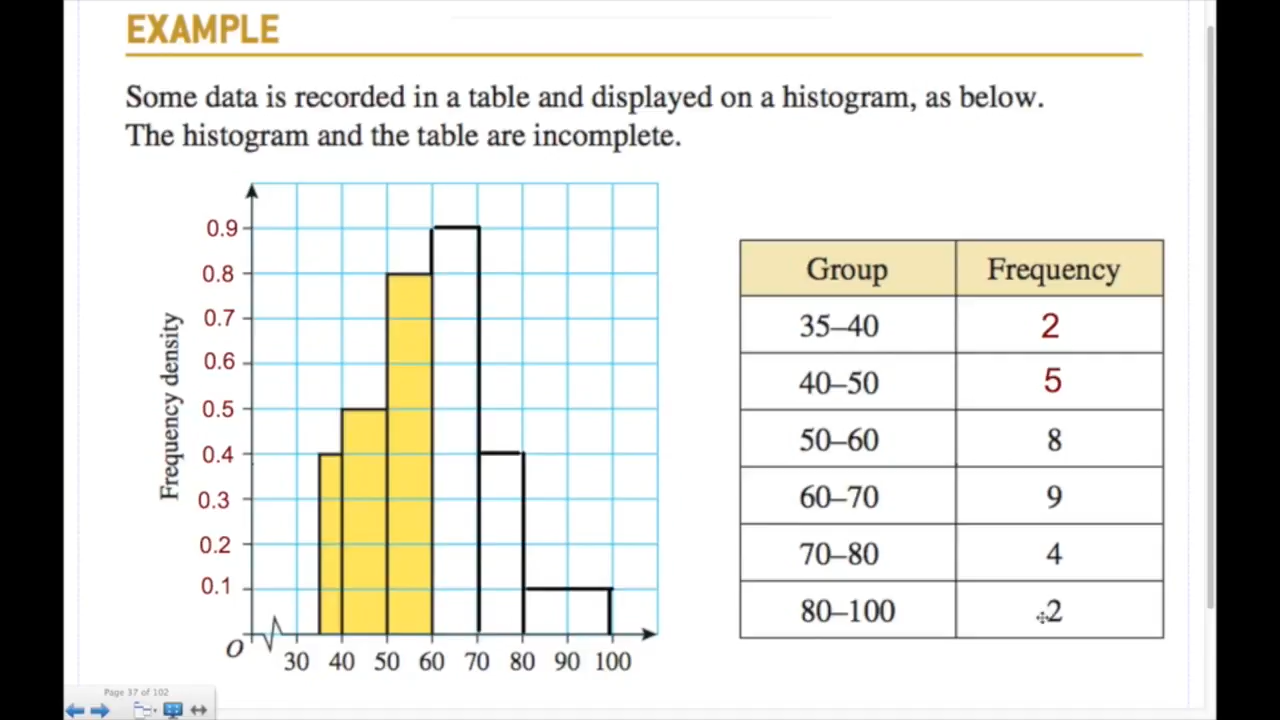 EXAMPLE
Some data is recorded in a table and displayed on a histogram, as below.
The histogram and the table are incomplete.
Frequency density
0.9
0.8
0.7
0.6
0.5
0.4
0.3
0.2
0.1
O
30 40 50 60 70 80 90 100
Group Frequency
35–40 2
40–50 5
50–60 8
60–70 9
70–80 4
80–100 2
Page 37 of 102